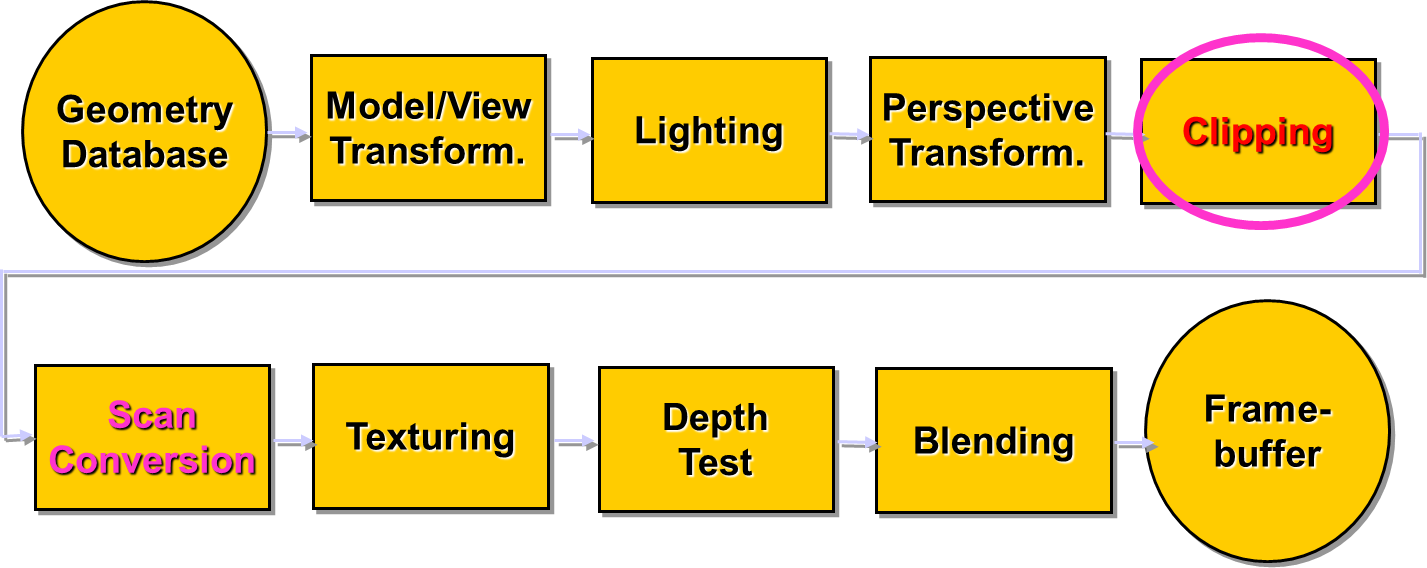 Geometry
Database
Model/View
Transform.
Lighting
Perspective
Transform.
Clipping
Scan
Conversion
Texturing
Depth
Test
Blending
Frame-
buffer